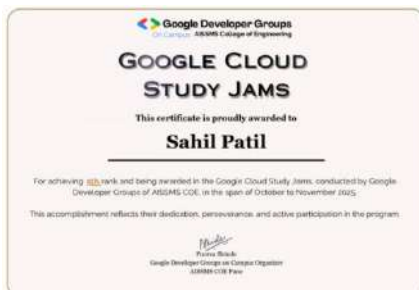 Google Developer Groups
On Campus AISSMS College of Engineering
GOOGLE CLOUD
STUDY JAMS
This certificate is proudly awarded to
Sahil Patil
For achieving rank and being awarded in the Google Cloud Study Jams, conducted by Google
Developer Groups of AISSMS COE, in the span of October to November 2025
This accomplishment reflects their dedication, perseverance, and active participation in the program.
Google Developer Groups on Campus Organizer
AISSMS COE Pune